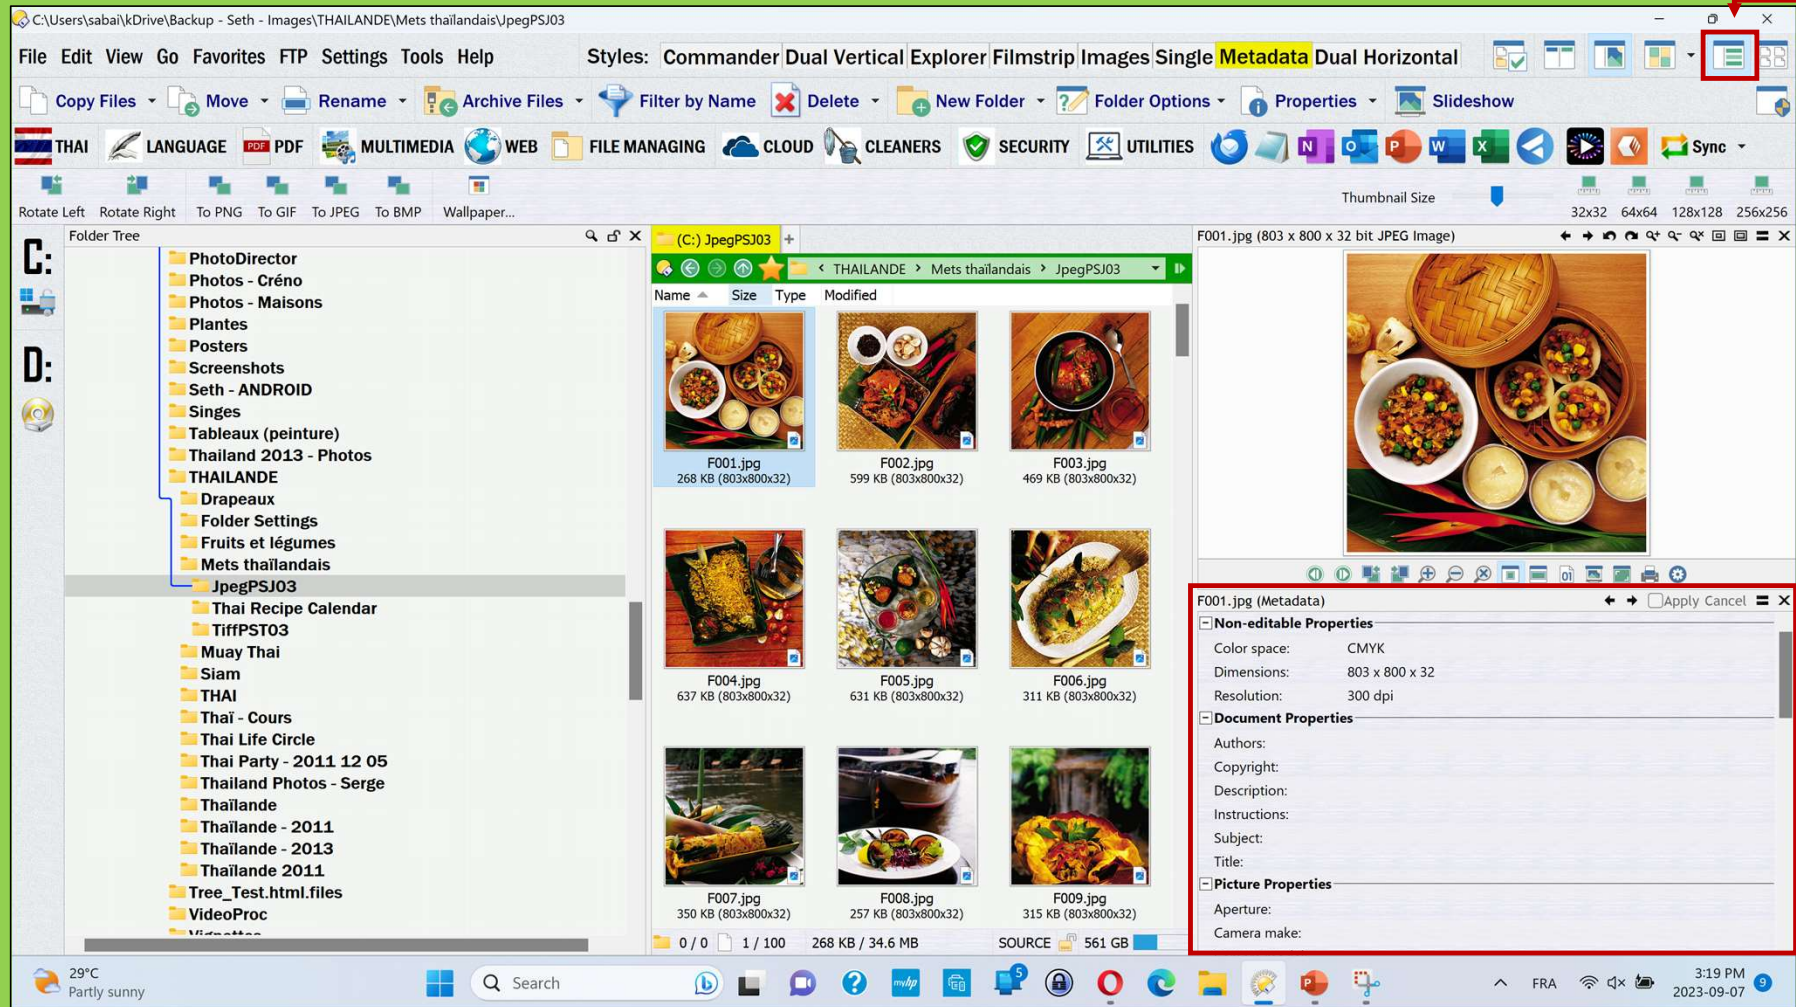 C:\Users\sabai\kDrive\Backup - Seth - Images\THAILANDE\Mets thaïlandais\JpegPSJ03
File Edit View Go Favorites FTP Settings Tools Help
Styles: Commander Dual Vertical Explorer Filmstrip Images Single Metadata Dual Horizontal
Copy Files Move Rename Archive Files Filter by Name Delete New Folder Folder Options Properties Slideshow
THAI LANGUAGE PDF PDF MULTIMEDIA WEB FILE MANAGING CLOUD CLEANERS SECURITY UTILITIES Sync
Rotate Left Rotate Right To PNG To GIF To JPEG To BMP Wallpaper...
Thumbnail Size 32x32 64x64 128x128 256x256
C:
D:
Folder Tree
PhotoDirector
Photos - Créno
Photos - Maisons
Plantes
Posters
Screenshots
Seth - ANDROID
Singes
Tableaux (peinture)
Thailand 2013 - Photos
THAILANDE
Drapeaux
Folder Settings
Fruits et légumes
Mets thaïlandais
JpegPSJ03
Thai Recipe Calendar
TiffPST03
Muay Thai
Siam
THAI
Thaï - Cours
Thai Life Circle
Thai Party - 2011 12 05
Thailand Photos - Serge
Thaïlande
Thaïlande - 2011
Thaïlande - 2013
Thaïlande 2011
Tree_Test.html.files
VideoProc
Vignettes
(C:) JpegPSJ03 +
THAILANDE > Mets thaïlandais > JpegPSJ03
Name Size Type Modified
F001.jpg F002.jpg F003.jpg
268 KB (803x800x32) 599 KB (803x800x32) 469 KB (803x800x32)
F004.jpg F005.jpg F006.jpg
637 KB (803x800x32) 631 KB (803x800x32) 311 KB (803x800x32)
F007.jpg F008.jpg F009.jpg
350 KB (803x800x32) 257 KB (803x800x32) 315 KB (803x800x32)
0 / 0 1 / 100 268 KB / 34.6 MB SOURCE 561 GB
F001.jpg (803 x 800 x 32 bit JPEG Image)
F001.jpg (Metadata) Apply Cancel
Non-editable Properties
Color space: CMYK
Dimensions: 803 x 800 x 32
Resolution: 300 dpi
Document Properties
Authors:
Copyright:
Description:
Instructions:
Subject:
Title:
Picture Properties
Aperture:
Camera make:
29°C
Partly sunny
Search
myhp
5
FRA
3:19 PM
2023-09-07
9